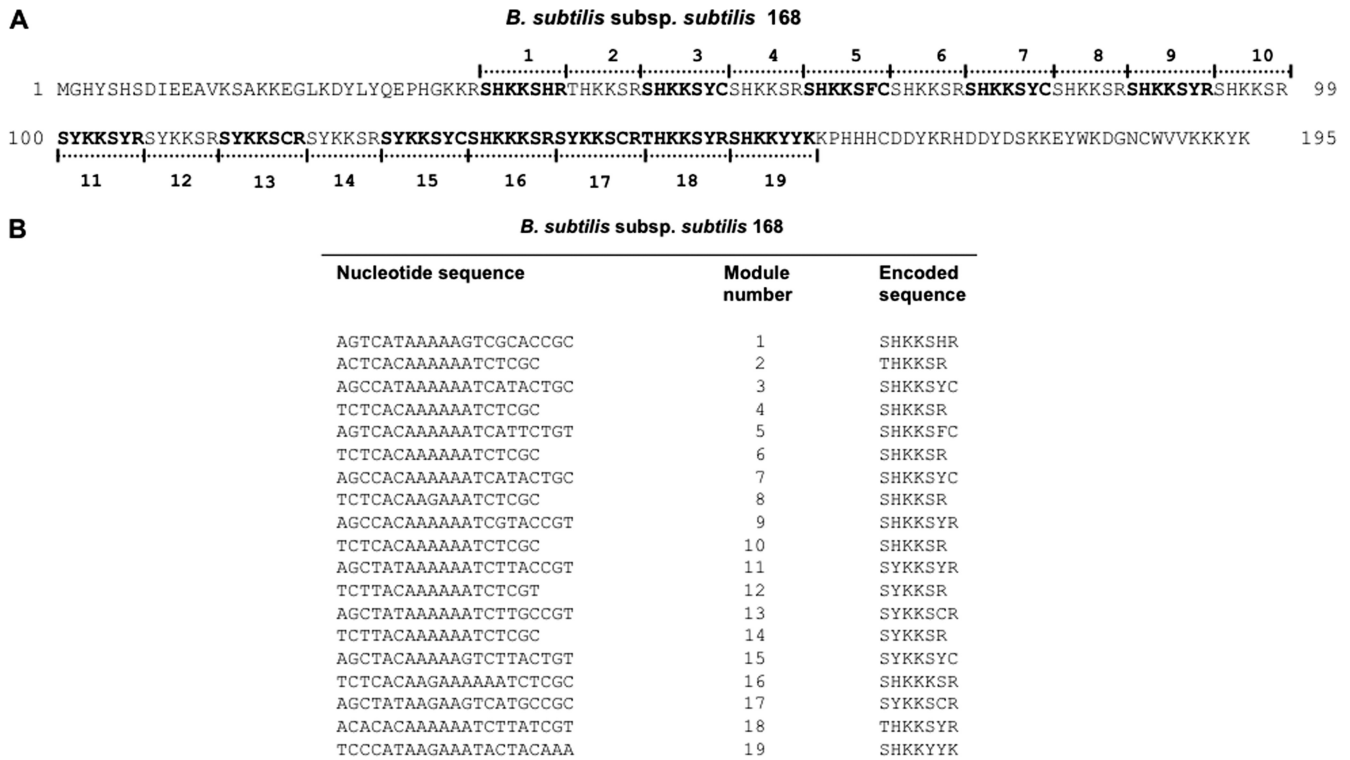 A
B. subtilis subsp. subtilis 168
1 2 3 4 5 6 7 8 9 10
1 MGHYSHSDIEEAVKSAKKEGLKDYLYQEPHGKKRSHKKSHRTHKKSRSHKKSYCSHKKSRSHKKSFCSHKKSRSHKKSYCSHKKSRSHKKSYRSHKKSR 99
100 SYKKSYRSYKKSRSYKKSCRSYKKSRSYKKSYCSHKKKSRSYKKSCRTHKKSYRSHKKYYKKPHHHCDDYKRHDDYDSKKEYWKDGNCWVVKKKYK 195
11 12 13 14 15 16 17 18 19
B
B. subtilis subsp. subtilis 168
Nucleotide sequence Module number Encoded sequence
AGTCATAAAAAGTCGCACCGC 1 SHKKSHR
ACTCACAAAAAATCTCGC 2 THKKSR
AGCCATAAAAAATCATACTGC 3 SHKKSYC
TCTCACAAAAAATCTCGC 4 SHKKSR
AGTCACAAAAAATCATTCTGT 5 SHKKSFC
TCTCACAAAAAATCTCGC 6 SHKKSR
AGCCACAAAAAATCATACTGC 7 SHKKSYC
TCTCACAAGAAATCTCGC 8 SHKKSR
AGCCACAAAAAATCGTACCGT 9 SHKKSYR
TCTCACAAAAAATCTCGC 10 SHKKSR
AGCTATAAAAAATCTTACCGT 11 SYKKSYR
TCTTACAAAAAATCTCGT 12 SYKKSR
AGCTATAAAAAATCTTGCCGT 13 SYKKSCR
TCTTACAAAAAATCTCGC 14 SYKKSR
AGCTACAAAAAGTCTTACTGT 15 SYKKSYC
TCTCACAAGAAAAAATCTCGC 16 SHKKKSR
AGCTATAAGAAGTCATGCCGC 17 SYKKSCR
ACACACAAAAAATCTTATCGT 18 THKKSYR
TCCCATAAGAAATACTACAAA 19 SHKKYYK